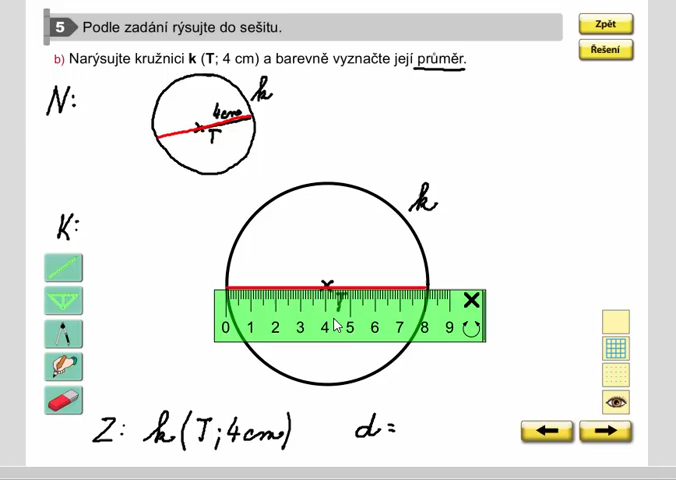 5 Podle zadání rýsujte do sešitu.
Zpět
Řešení
b) Narýsujte kružnici k (T; 4 cm) a barevně vyznačte její průměr.
N:
k
4cm
T
k
K:
T
0 1 2 3 4 5 6 7 8 9
Z: k (T; 4cm) d =